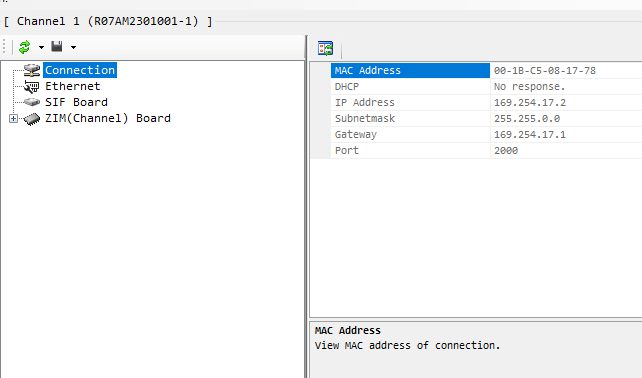 [ Channel 1 (R07AM2301001-1) ]
Connection
Ethernet
SIF Board
ZIM(Channel) Board
MAC Address 00-1B-C5-08-17-78
DHCP No response.
IP Address 169.254.17.2
Subnetmask 255.255.0.0
Gateway 169.254.17.1
Port 2000
MAC Address
View MAC address of connection.